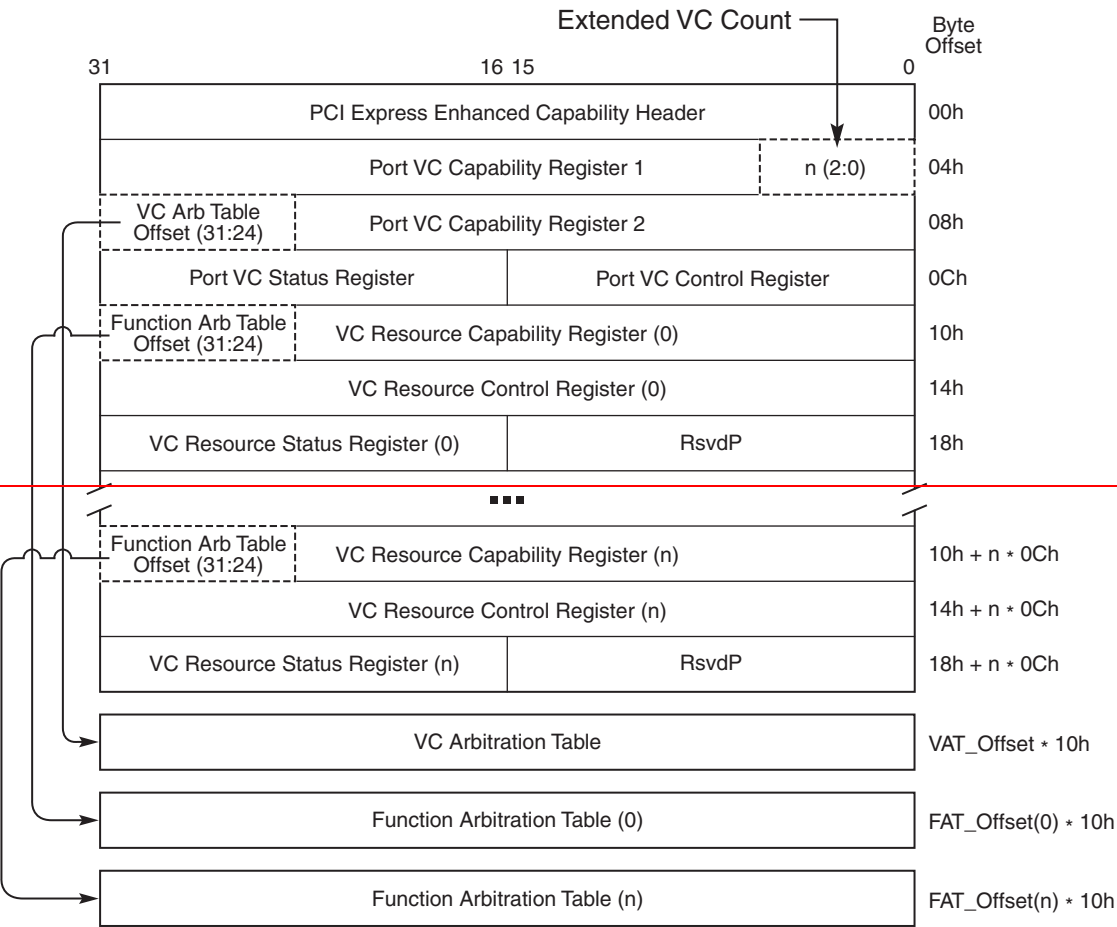 Extended VC Count
Byte
Offset
31 16 15 0
PCI Express Enhanced Capability Header 00h
Port VC Capability Register 1 n (2:0) 04h
VC Arb Table
Offset (31:24) Port VC Capability Register 2 08h
Port VC Status Register Port VC Control Register 0Ch
Function Arb Table
Offset (31:24) VC Resource Capability Register (0) 10h
VC Resource Control Register (0) 14h
VC Resource Status Register (0) RsvdP 18h
Function Arb Table
Offset (31:24) VC Resource Capability Register (n) 10h + n * 0Ch
VC Resource Control Register (n) 14h + n * 0Ch
VC Resource Status Register (n) RsvdP 18h + n * 0Ch
VC Arbitration Table VAT_Offset * 10h
Function Arbitration Table (0) FAT_Offset(0) * 10h
Function Arbitration Table (n) FAT_Offset(n) * 10h